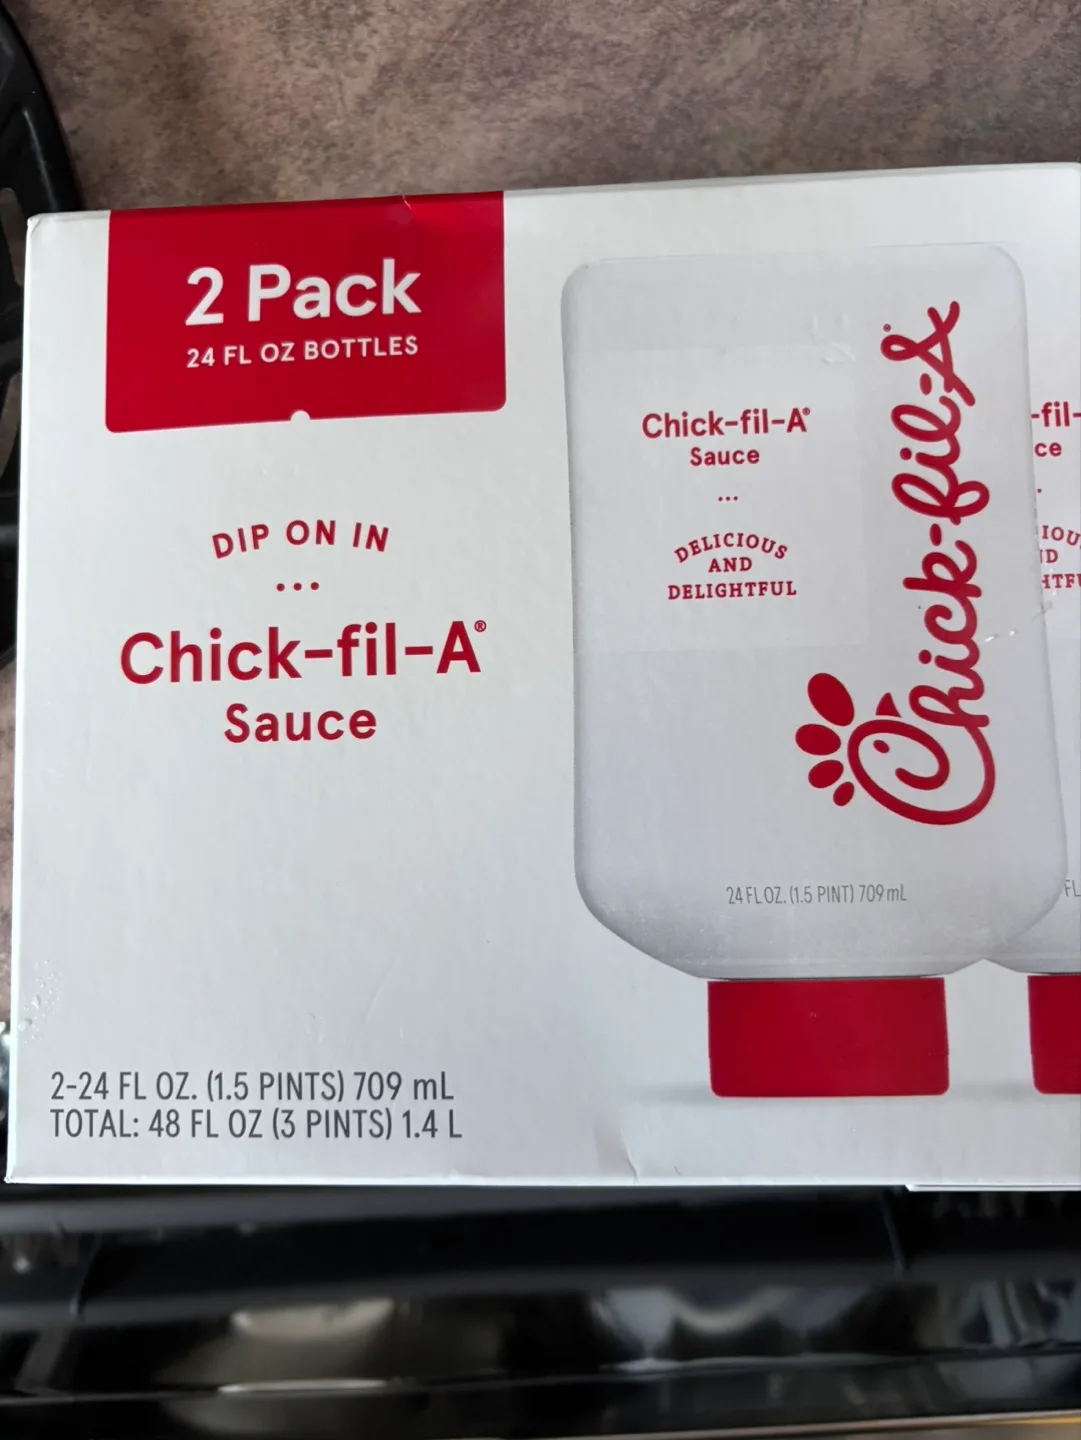 2 Pack
24 FL OZ BOTTLES
DIP ON IN
...
Chick-fil-A®
Sauce
2-24 FL OZ. (1.5 PINTS) 709 mL
TOTAL: 48 FL OZ (3 PINTS) 1.4 L
Chick-fil-A®
Sauce
...
DELICIOUS
AND
DELIGHTFUL
Chick-fil-A®
24 FL OZ. (1.5 PINT) 709 mL
-fil-
ce